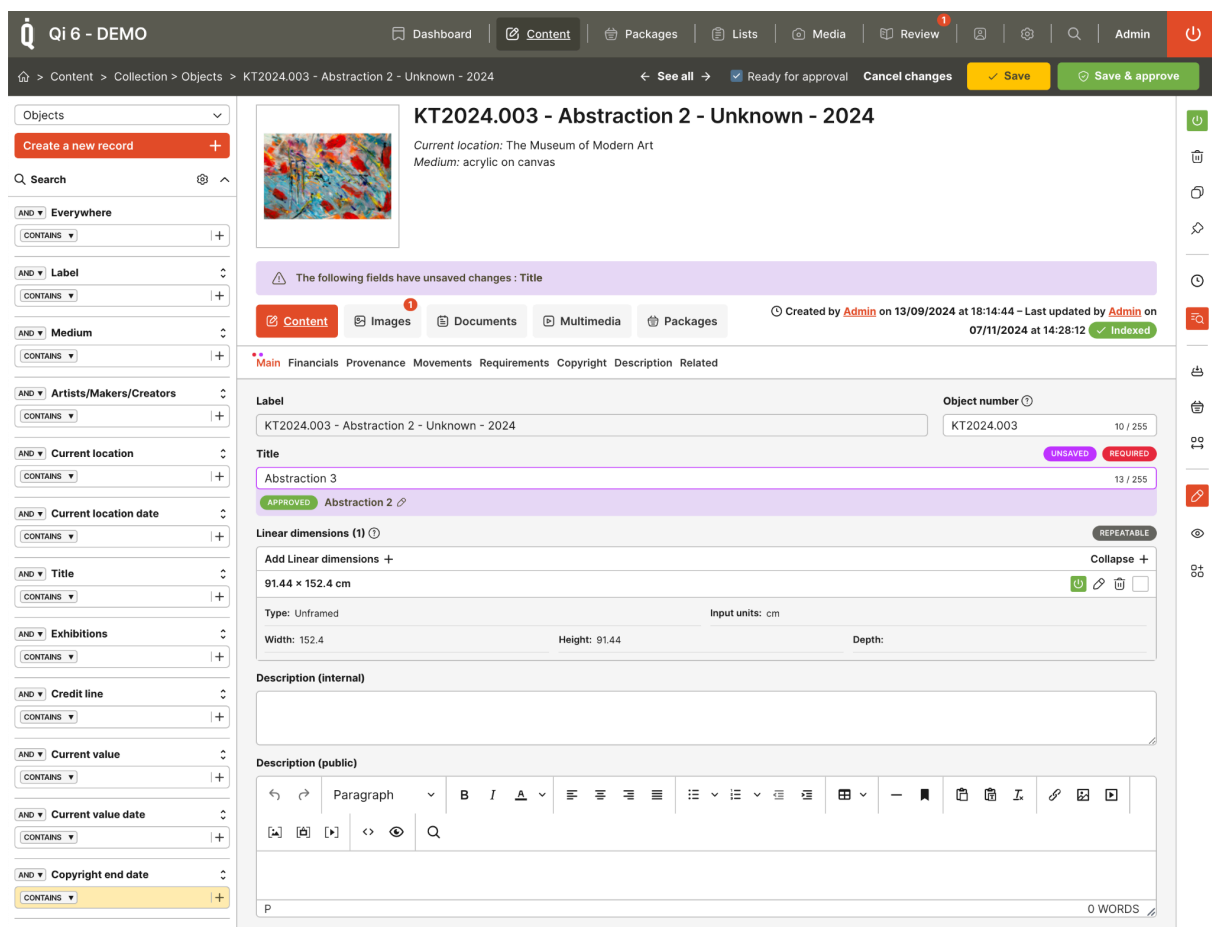 Qi 6 - DEMO
Dashboard
Content
Packages
Lists
Media
Review
1
Admin
> Content > Collection > Objects > KT2024.003 - Abstraction 2 - Unknown - 2024
← See all →
Ready for approval
Cancel changes
Save
Save & approve
Objects
Create a new record +
Search
AND ▼ Everywhere
CONTAINS ▼ +
AND ▼ Label
CONTAINS ▼ +
AND ▼ Medium
CONTAINS ▼ +
AND ▼ Artists/Makers/Creators
CONTAINS ▼ +
AND ▼ Current location
CONTAINS ▼ +
AND ▼ Current location date
CONTAINS ▼ +
AND ▼ Title
CONTAINS ▼ +
AND ▼ Exhibitions
CONTAINS ▼ +
AND ▼ Credit line
CONTAINS ▼ +
AND ▼ Current value
CONTAINS ▼ +
AND ▼ Current value date
CONTAINS ▼ +
AND ▼ Copyright end date
CONTAINS ▼ +
KT2024.003 - Abstraction 2 - Unknown - 2024
Current location: The Museum of Modern Art
Medium: acrylic on canvas
The following fields have unsaved changes : Title
Content
Images
1
Documents
Multimedia
Packages
Created by Admin on 13/09/2024 at 18:14:44 – Last updated by Admin on
07/11/2024 at 14:28:12 Indexed
Main Financials Provenance Movements Requirements Copyright Description Related
Label
KT2024.003 - Abstraction 2 - Unknown - 2024
Object number
KT2024.003 10 / 255
Title UNSAVED REQUIRED
Abstraction 3 13 / 255
APPROVED Abstraction 2
Linear dimensions (1) REPEATABLE
Add Linear dimensions + Collapse +
91.44 × 152.4 cm
Type: Unframed Input units: cm
Width: 152.4 Height: 91.44 Depth:
Description (internal)
Description (public)
Paragraph
B I A
P 0 WORDS